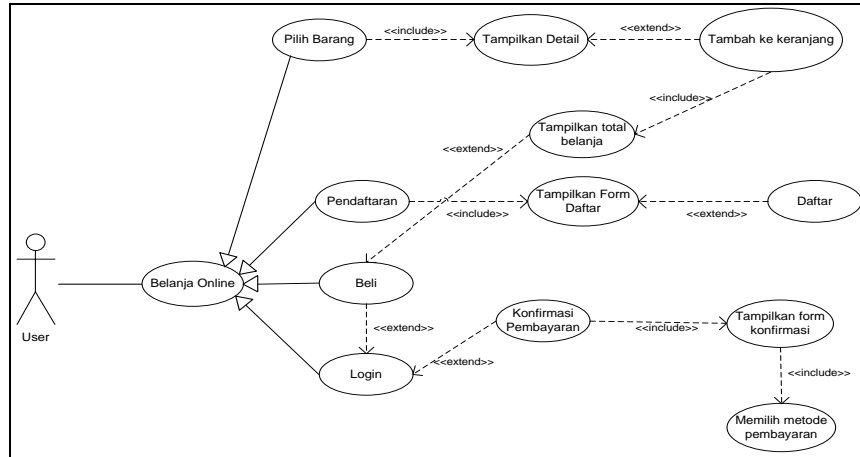 Pilih Barang
<<include>>
Tampilkan Detail
<<extend>>
Tambah ke keranjang
<<include>>
Tampilkan total
belanja
<<extend>>
Pendaftaran
<<include>>
Tampilkan Form
Daftar
<<extend>>
Daftar
User
Belanja Online
Beli
<<extend>>
Login
<<extend>>
Konfirmasi
Pembayaran
<<include>>
Tampilkan form
konfirmasi
<<include>>
Memilih metode
pembayaran